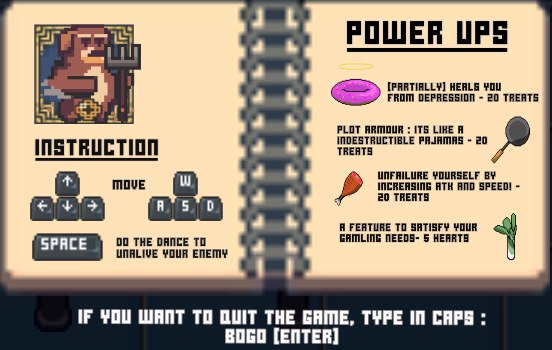 INSTRUCTION
↑
← ↓ →
MOVE
W
A S D
SPACE
DO THE DANCE TO
UNALIVE YOUR ENEMY
POWER UPS
[PARTIALLY] HEALS YOU
FROM DEPRESSION - 20 TREATS
PLOT ARMOUR : ITS LIKE A
INDESTRUCTIBLE PAJAMAS - 20
TREATS
UNFAILURE YOURSELF BY
INCREASING ATK AND SPEED! -
20 TREATS
A FEATURE TO SATISFY YOUR
GAMLING NEEDS- 5 HEARTS
IF YOU WANT TO QUIT THE GAME, TYPE IN CAPS :
BOGO [ENTER]